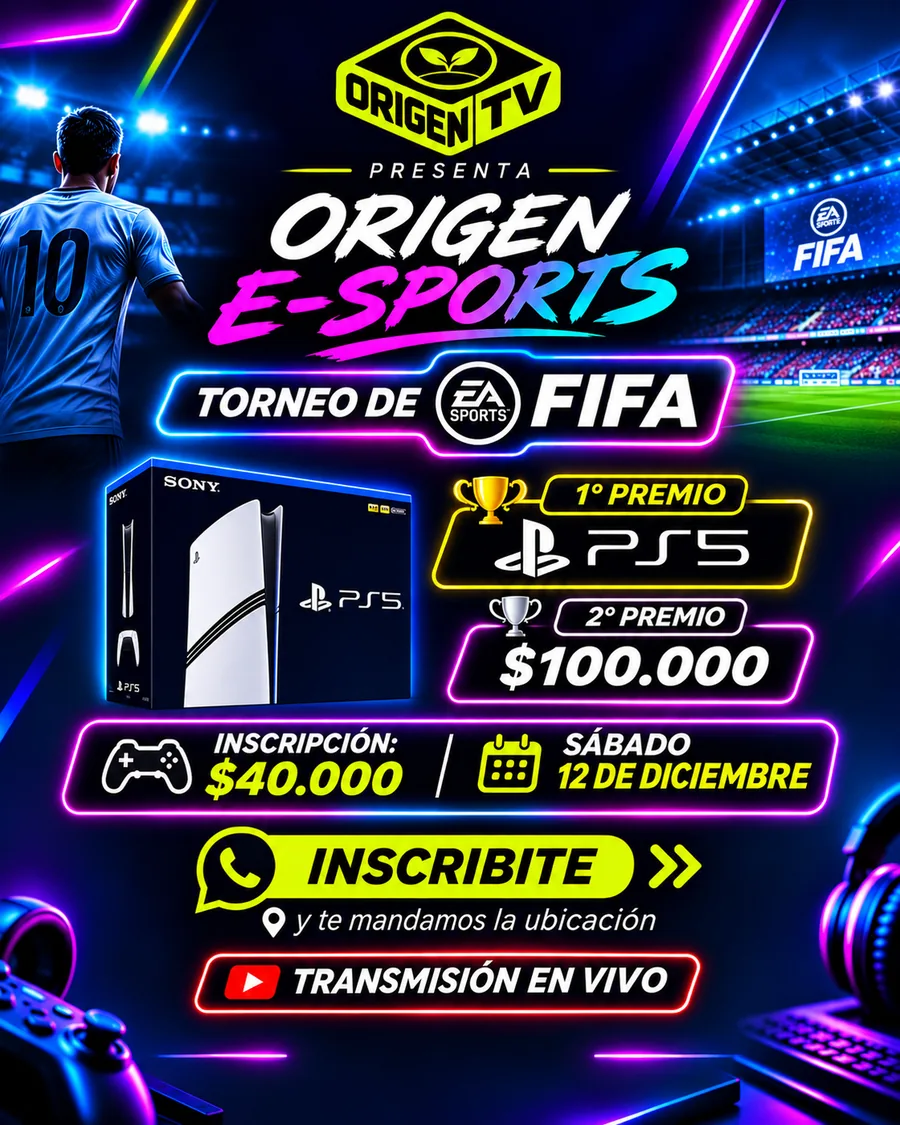 ORIGEN TV
PRESENTA
ORIGEN
E-SPORTS
10
EA
SPORTS
FIFA
TORNEO DE EA SPORTS FIFA
SONY
SONY
PS5
PS5
1° PREMIO
PS5
2° PREMIO
$100.000
INSCRIPCIÓN:
$40.000
SÁBADO
12 DE DICIEMBRE
INSCRIBITE
y te mandamos la ubicación
TRANSMISIÓN EN VIVO